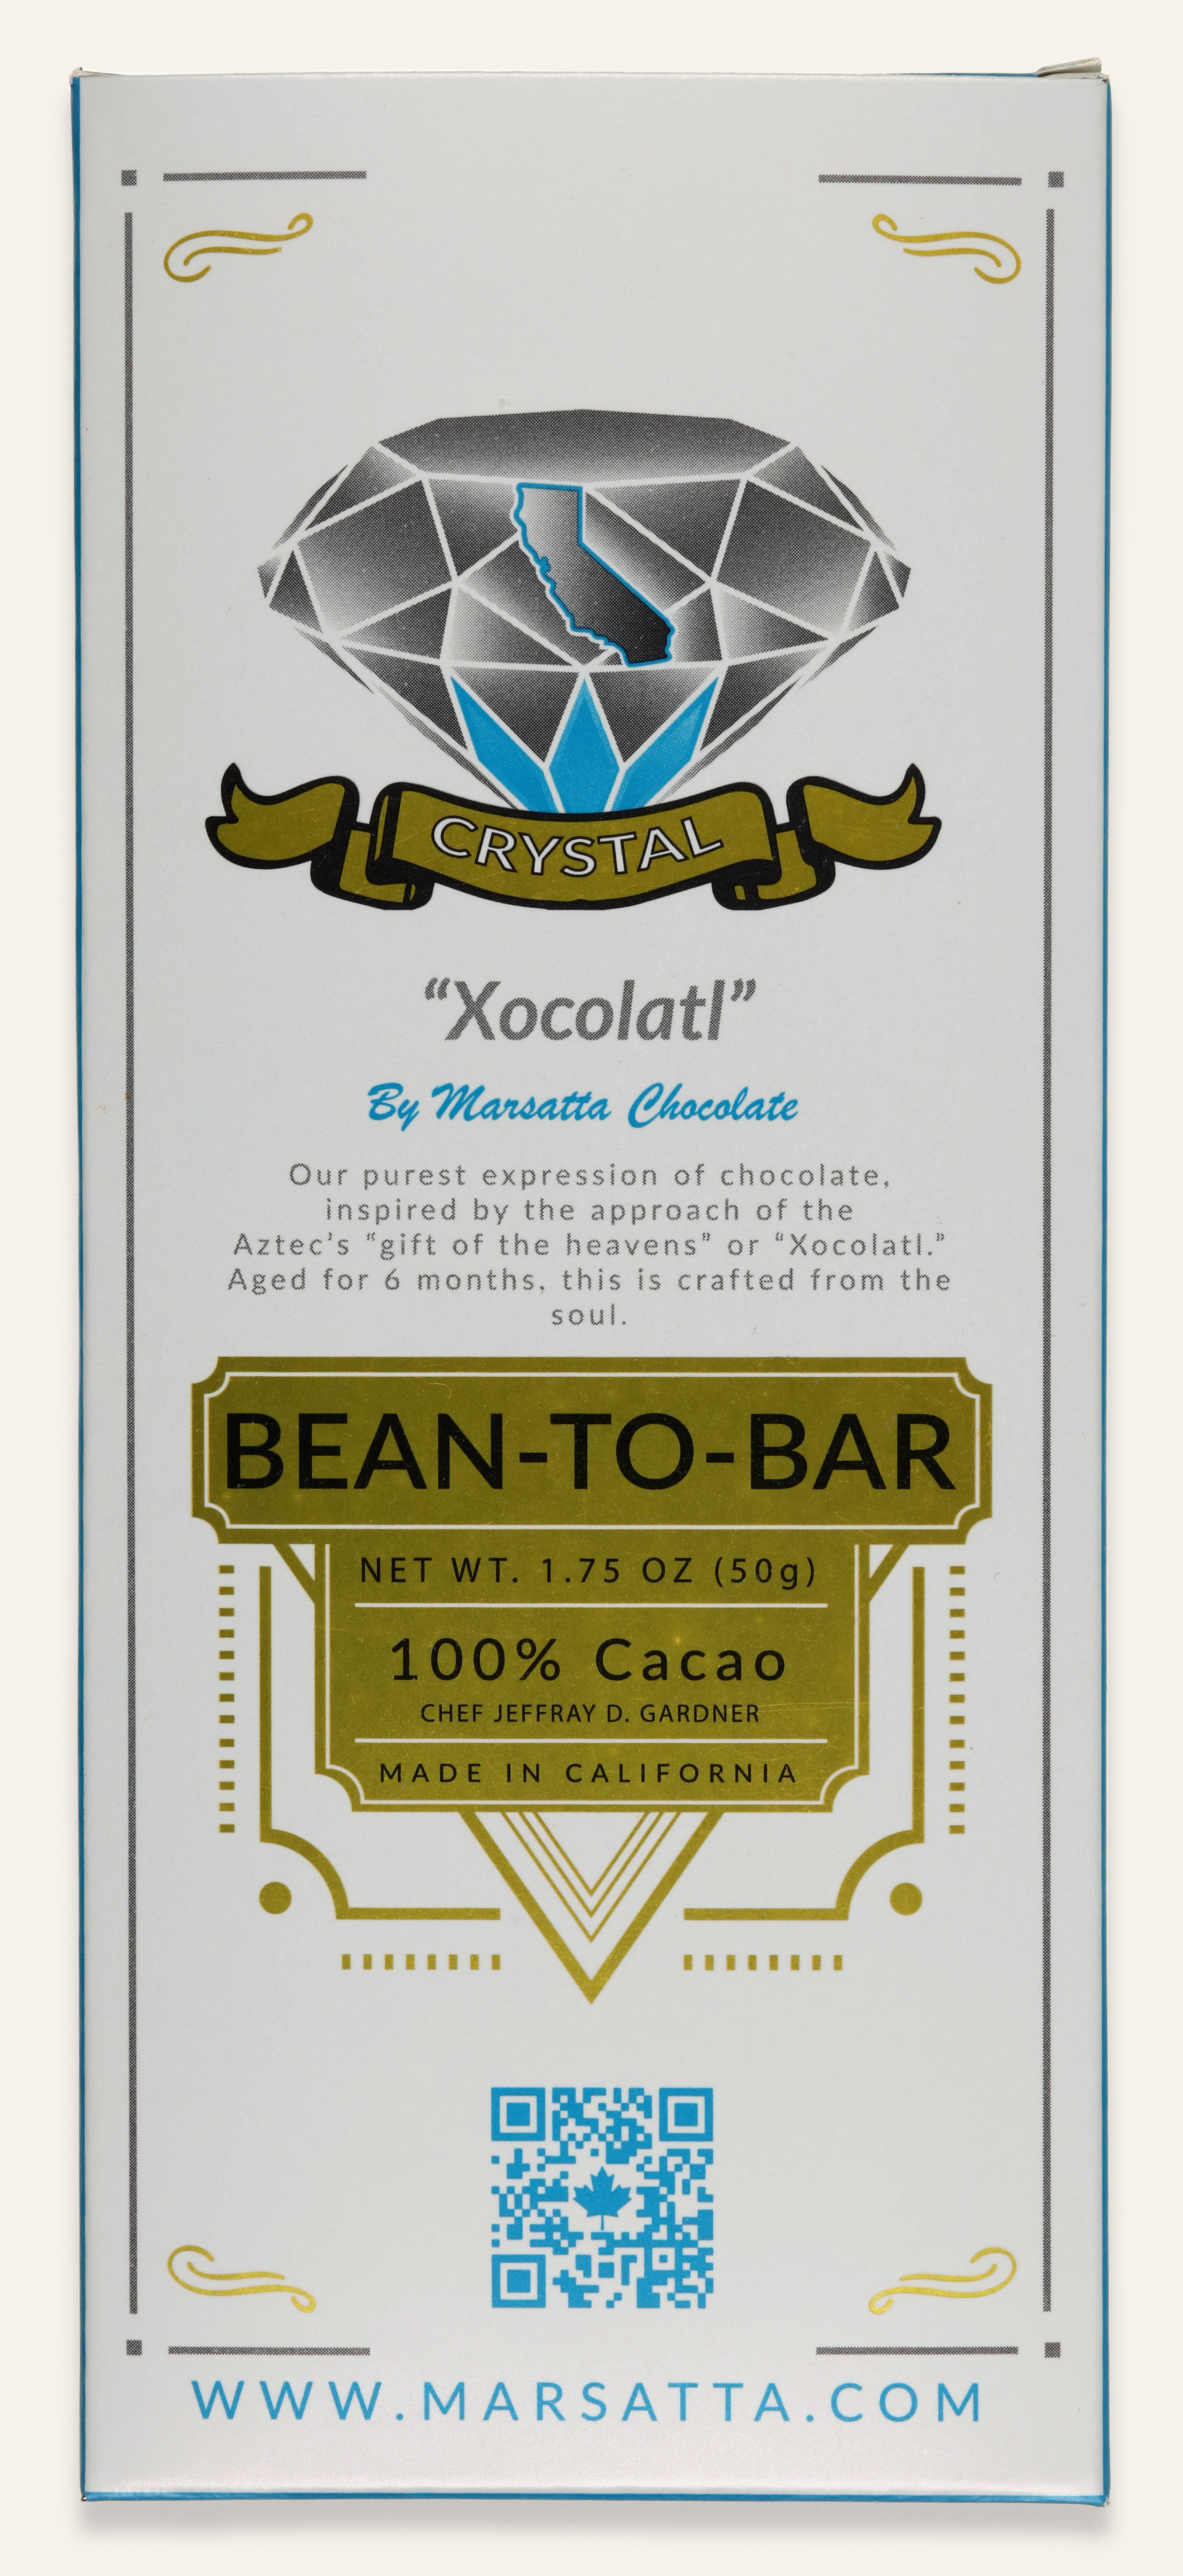 CRYSTAL
“Xocolatl”
By Marsatta Chocolate
Our purest expression of chocolate,
inspired by the approach of the
Aztec’s “gift of the heavens” or “Xocolatl.”
Aged for 6 months, this is crafted from the
soul.
BEAN-TO-BAR
NET WT. 1.75 OZ (50g)
100% Cacao
CHEF JEFFRAY D. GARDNER
MADE IN CALIFORNIA
WWW.MARSATTA.COM